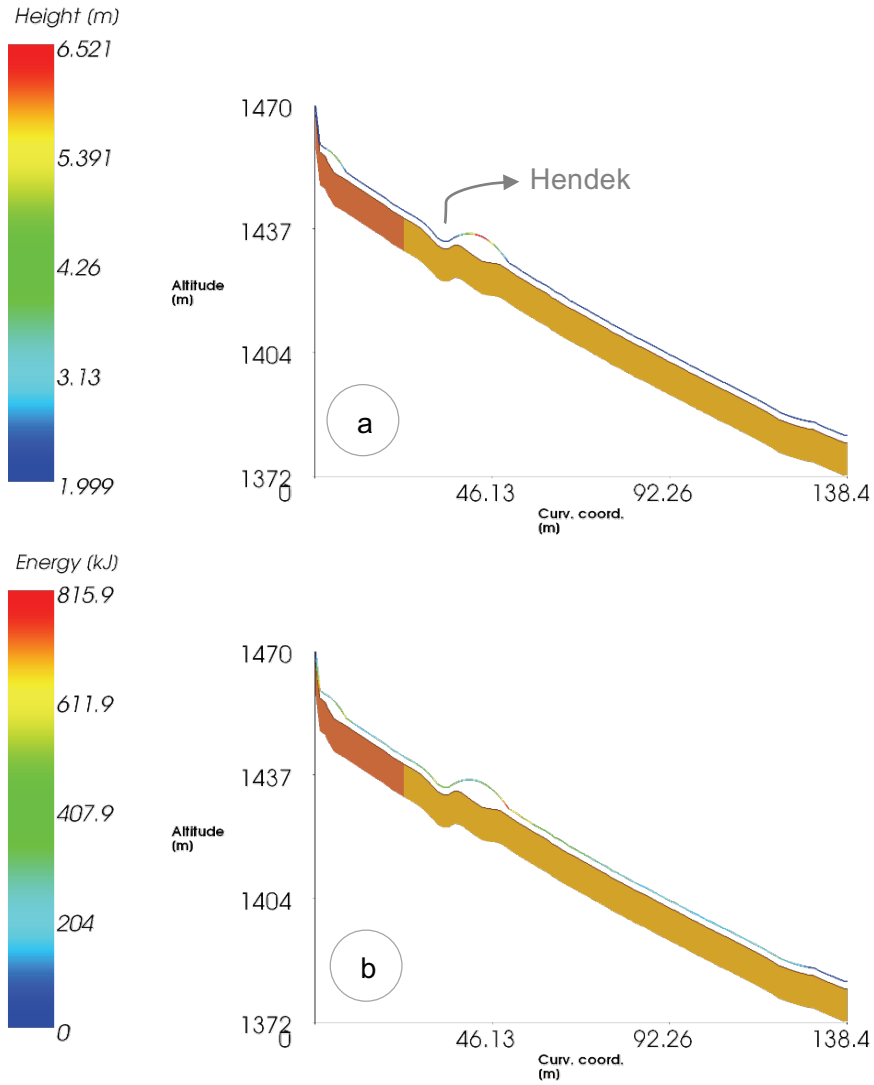 Height (m)
6.521
5.391
4.26
3.13
1.999
1470
1437
1404
1372
Altitude
(m)
Hendek
a
0
46.13
92.26
138.4
Curv. coord.
(m)
Energy (kJ)
815.9
611.9
407.9
204
0
1470
1437
1404
1372
Altitude
(m)
b
0
46.13
92.26
138.4
Curv. coord.
(m)